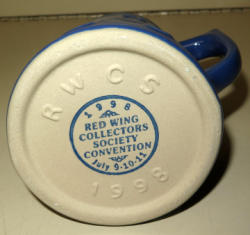 RWCS
1998
RED WING
COLLECTORS
SOCIETY
CONVENTION
July 9-10-11
1998